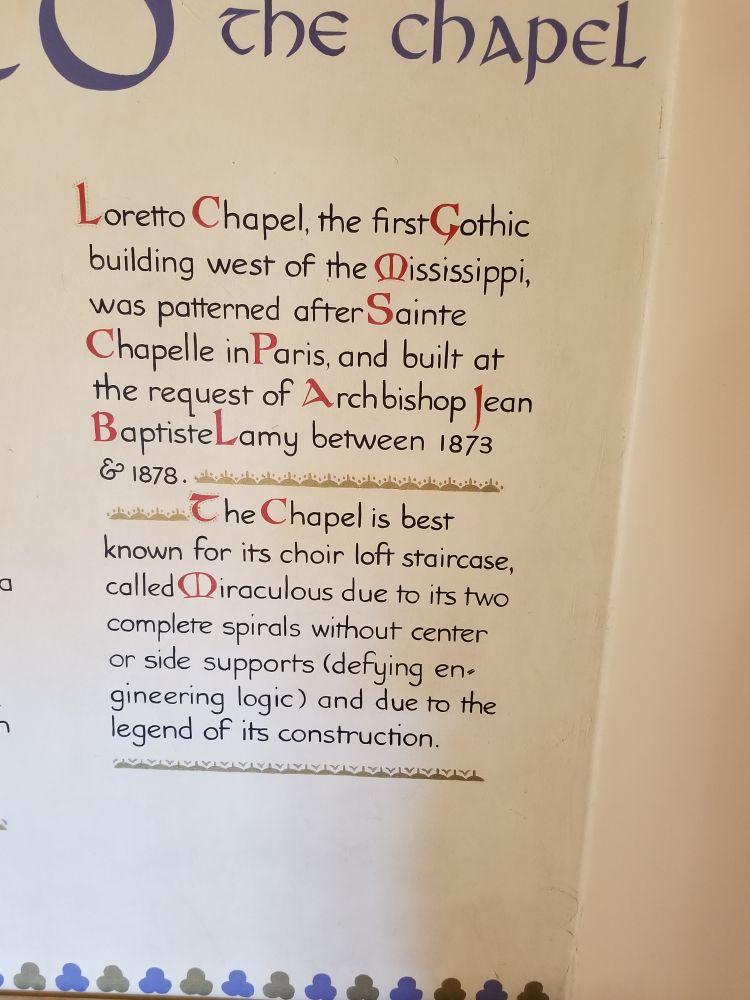 the chapel
Loretto Chapel, the first Gothic
building west of the Mississippi,
was patterned after Sainte
Chapelle in Paris, and built at
the request of Archbishop Jean
Baptiste Lamy between 1873
& 1878.
The Chapel is best
known for its choir loft staircase,
called Miraculous due to its two
complete spirals without center
or side supports (defying en-
gineering logic) and due to the
legend of its construction.